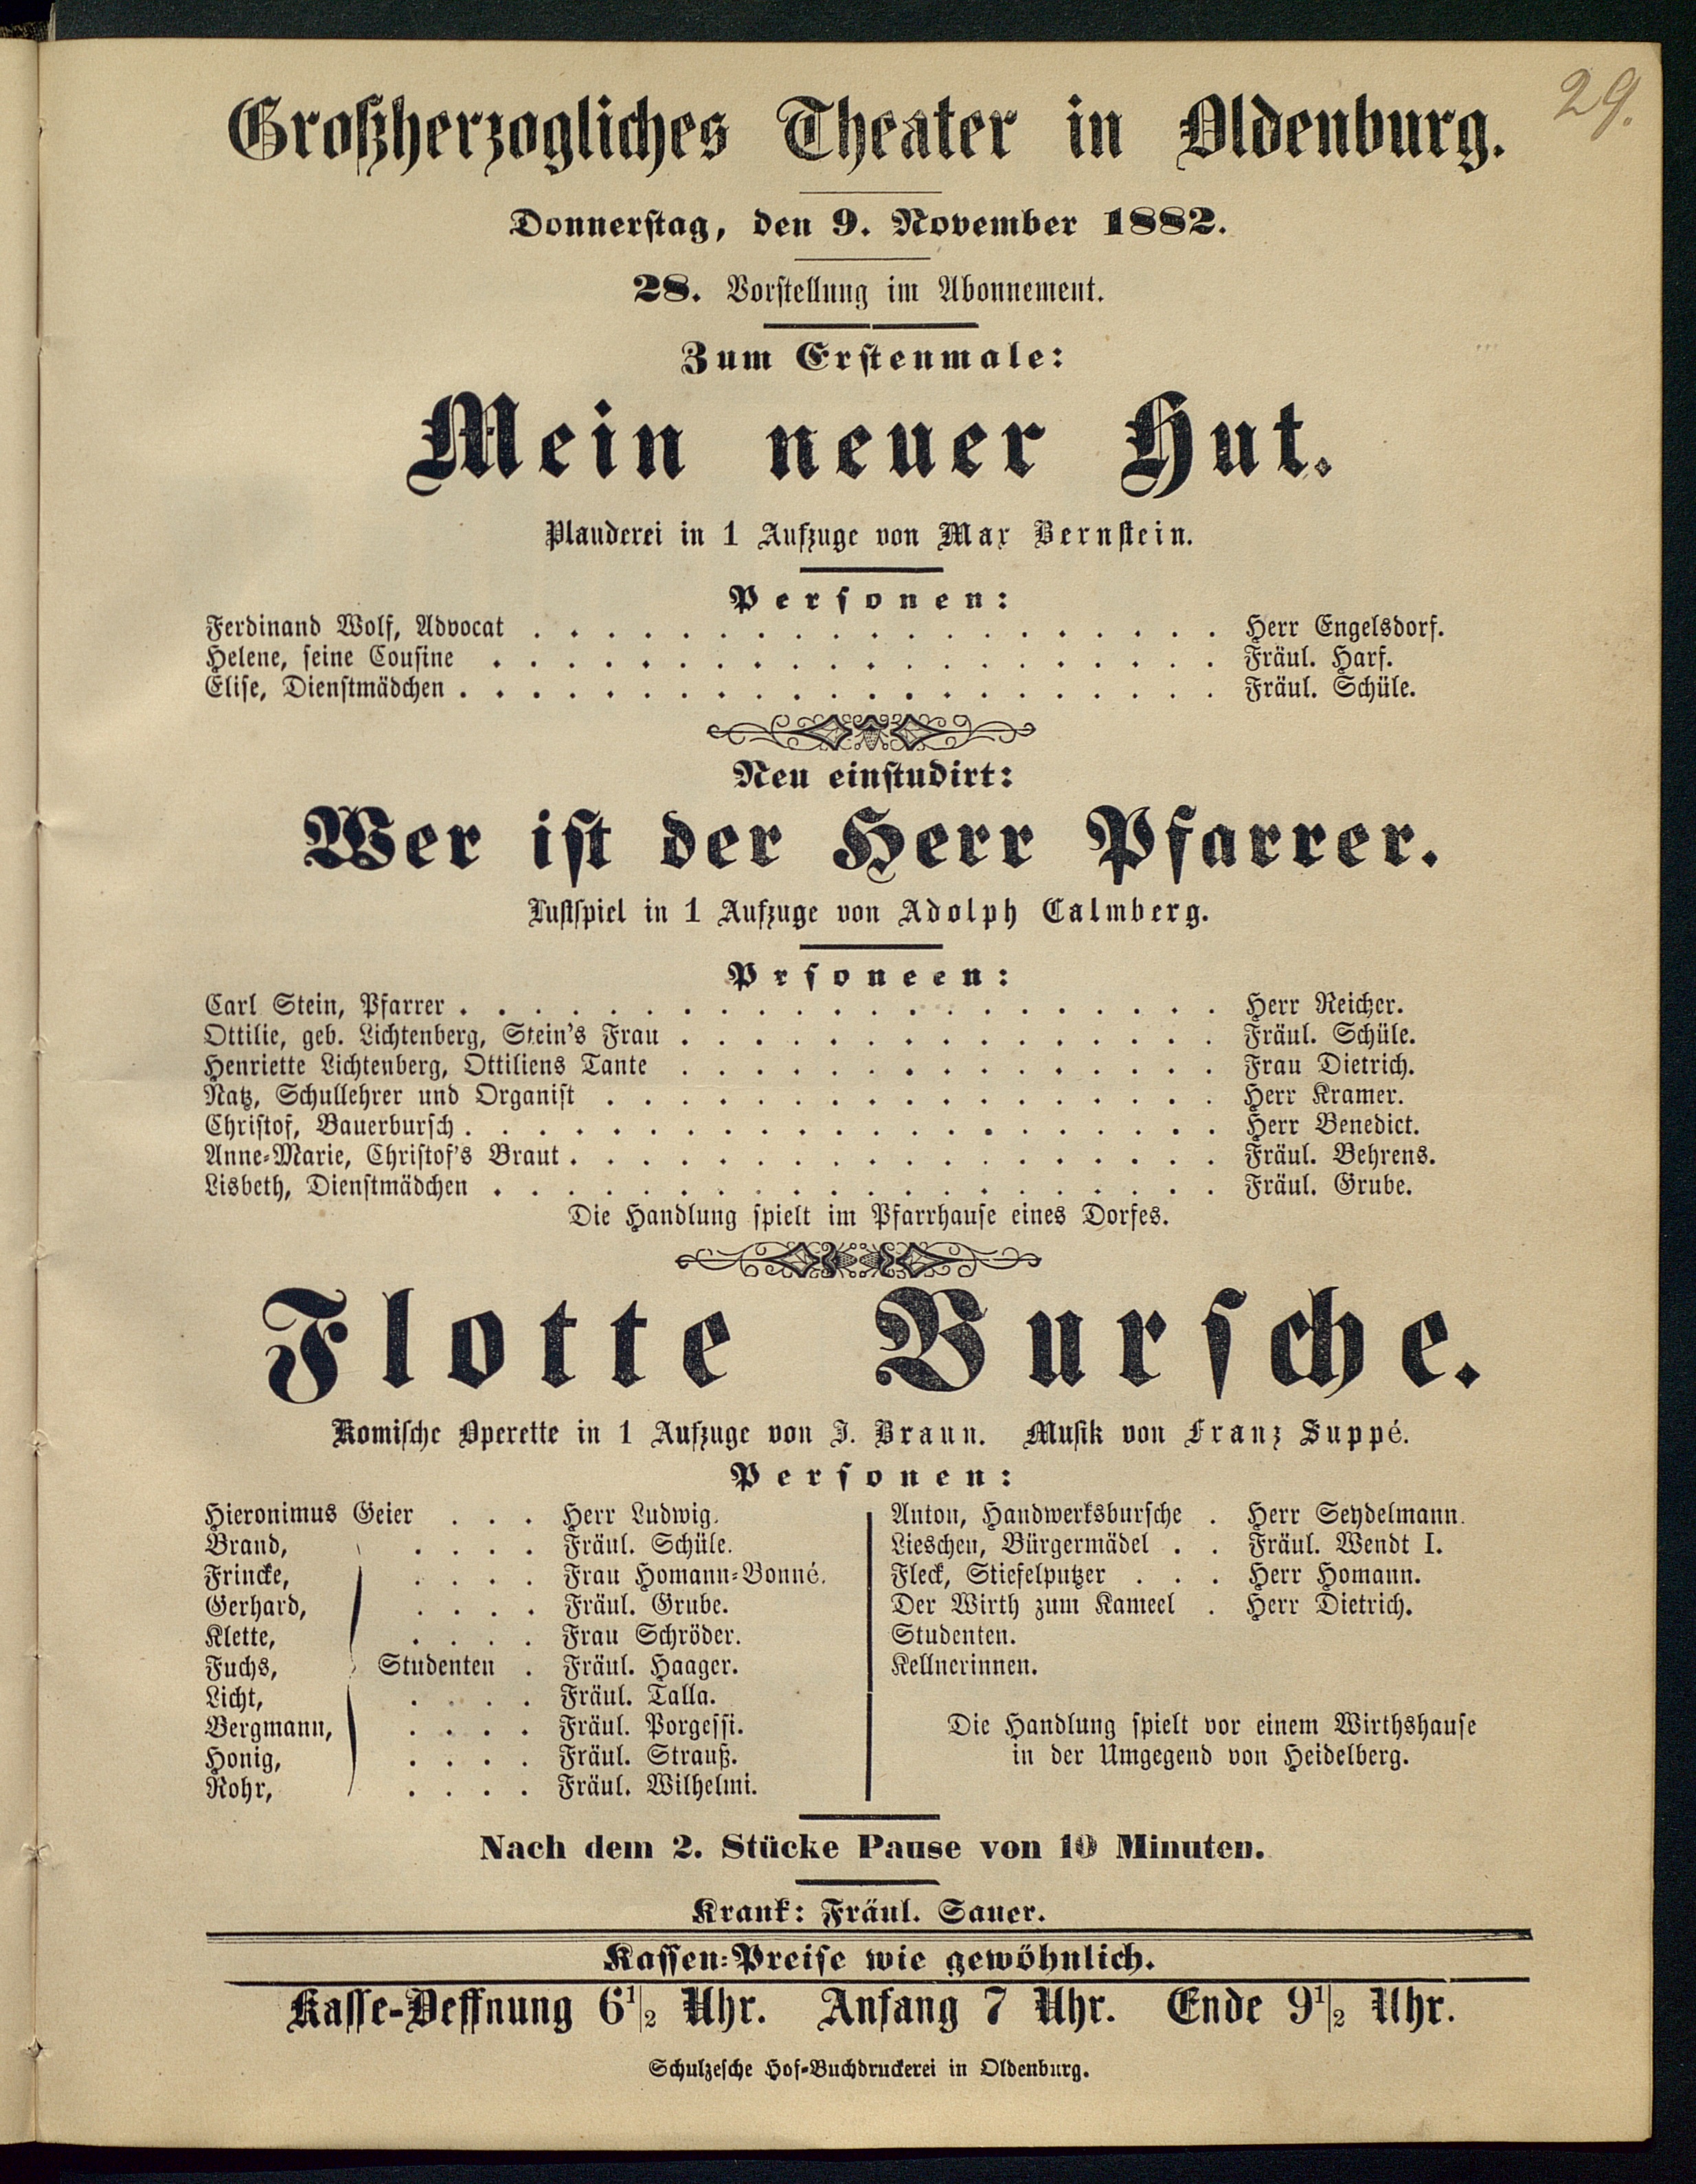 29.
Großherzogliches Theater in Oldenburg.
Donnerstag, den 9. November 1882.
28. Vorstellung im Abonnement.
Zum Erstenmale:
Mein neuer Hut.
Plauderei in 1 Aufzuge von Max Bernstein.
Personen:
Ferdinand Wolf, Advocat . . . . . . . . . . . . . . . . . . . Herr Engelsdorf.
Helene, seine Cousine . . . . . . . . . . . . . . . . . . . . Fräul. Harf.
Elise, Dienstmädchen . . . . . . . . . . . . . . . . . . . . . Fräul. Schüle.
Neu einstudirt:
Wer ist der Herr Pfarrer.
Lustspiel in 1 Aufzuge von Adolph Calmberg.
Prsoneen:
Carl Stein, Pfarrer . . . . . . . . . . . . . . . . . . . . . Herr Reicher.
Ottilie, geb. Lichtenberg, Stein's Frau . . . . . . . . . . . . . . . Fräul. Schüle.
Henriette Lichtenberg, Ottiliens Tante . . . . . . . . . . . . . . . Frau Dietrich.
Natz, Schullehrer und Organist . . . . . . . . . . . . . . . . . Herr Kramer.
Christof, Bauerbursch . . . . . . . . . . . . . . . . . . . . . Herr Benedict.
Anne-Marie, Christof's Braut . . . . . . . . . . . . . . . . . . Fräul. Behrens.
Lisbeth, Dienstmädchen . . . . . . . . . . . . . . . . . . . . Fräul. Grube.
Die Handlung spielt im Pfarrhause eines Dorfes.
Flotte Bursche.
Komische Operette in 1 Aufzuge von J. Braun. Musik von Franz Suppé.
Personen:
Hieronimus Geier . . . Herr Ludwig.
Brand, . . . . Fräul. Schüle.
Frincke, . . . . Frau Homann-Bonné.
Gerhard, . . . . Fräul. Grube.
Klette, . . . . Frau Schröder.
Fuchs, Studenten . Fräul. Haager.
Licht, . . . . Fräul. Talla.
Bergmann, . . . . Fräul. Porgessi.
Honig, . . . . Fräul. Strauß.
Rohr, . . . . Fräul. Wilhelmi.
Anton, Handwerksbursche . Herr Seydelmann.
Lieschen, Bürgermädel . . Fräul. Wendt I.
Fleck, Stiefelputzer . . . Herr Homann.
Der Wirth zum Kameel . Herr Dietrich.
Studenten.
Kellnerinnen.
Die Handlung spielt vor einem Wirthshause
in der Umgegend von Heidelberg.
Nach dem 2. Stücke Pause von 10 Minuten.
Krank: Fräul. Sauer.
Kassen-Preise wie gewöhnlich.
Kasse-Oeffnung 6½ Uhr. Anfang 7 Uhr. Ende 9½ Uhr.
Schulzesche Hof-Buchdruckerei in Oldenburg.